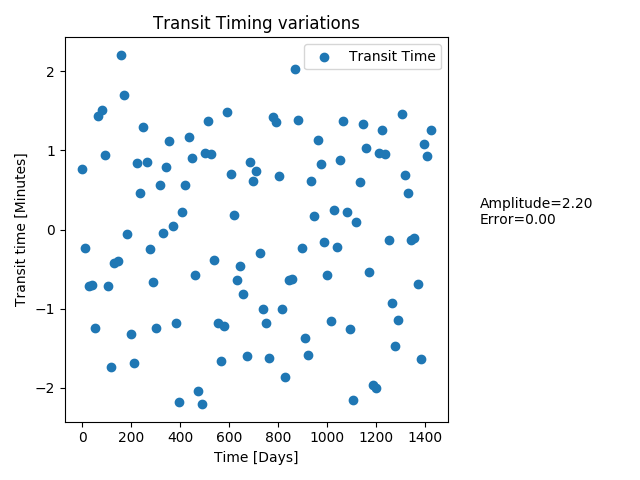 Transit Timing variations
Transit Time
2
1
0
−1
−2
Transit time [Minutes]
0 200 400 600 800 1000 1200 1400
Time [Days]
Amplitude=2.20
Error=0.00